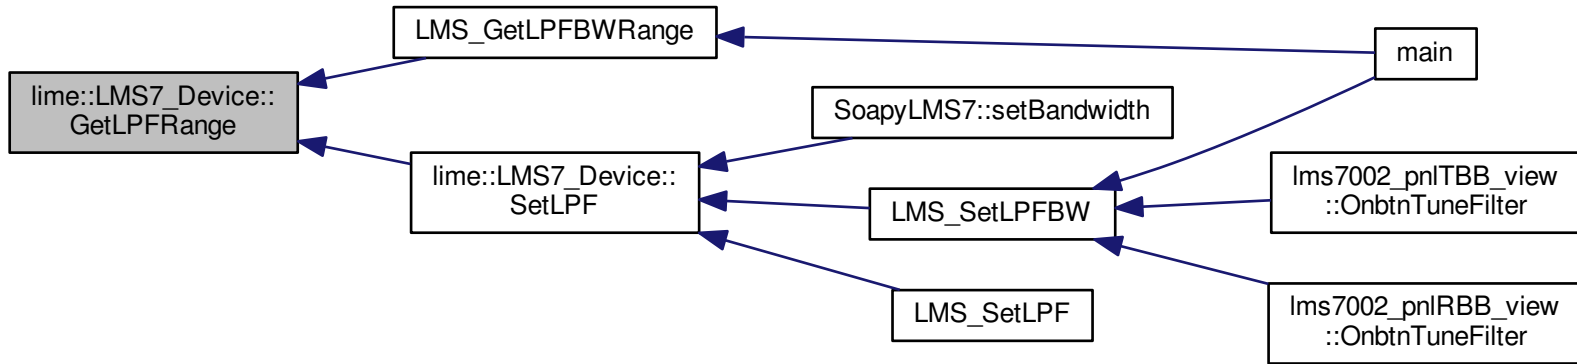 lime::LMS7_Device::
GetLPFRange
LMS_GetLPFBWRange
lime::LMS7_Device::
SetLPF
SoapyLMS7::setBandwidth
LMS_SetLPFBW
LMS_SetLPF
main
lms7002_pnlTBB_view
::OnbtnTuneFilter
lms7002_pnlRBB_view
::OnbtnTuneFilter